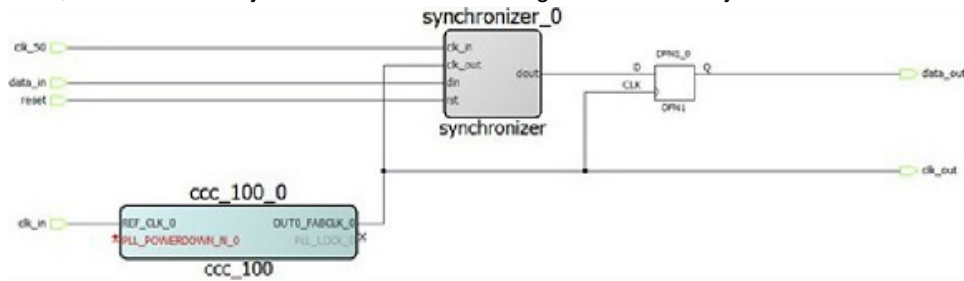 synchronizer_0
clk_50
data_in
reset
clk_in
clk_out
din
rst
dout
synchronizer
DFN1_0
D
Q
CLK
DFN1
data_out
clk_out
ccc_100_0
clk_in
REF_CLK_0
OUT0_FABCLK_0
PLL_POWERDOWN_N_0
PLL_LOCK_0
ccc_100